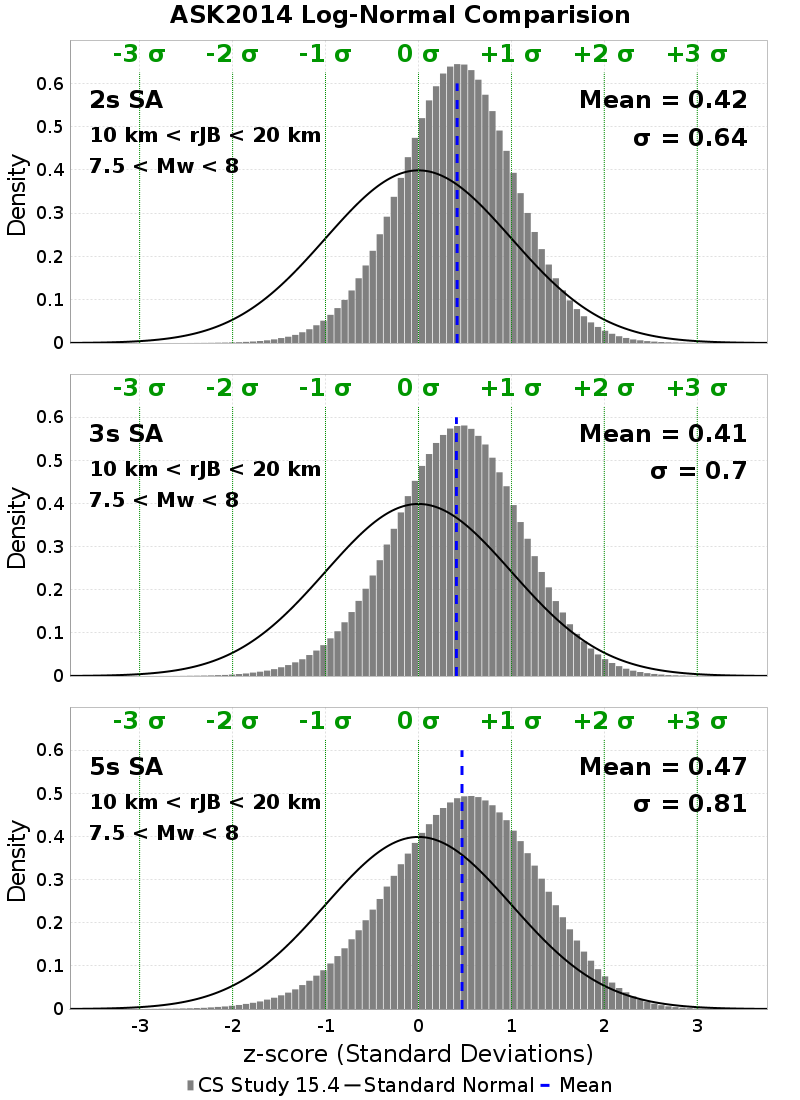 ASK2014 Log-Normal Comparision
-3 σ -2 σ -1 σ 0 σ +1 σ +2 σ +3 σ
2s SA
Mean = 0.42
10 km < rJB < 20 km
σ = 0.64
7.5 < Mw < 8
Density
0.6
0.5
0.4
0.3
0.2
0.1
0
-3 σ -2 σ -1 σ 0 σ +1 σ +2 σ +3 σ
3s SA
Mean = 0.41
10 km < rJB < 20 km
σ = 0.7
7.5 < Mw < 8
Density
0.6
0.5
0.4
0.3
0.2
0.1
0
-3 σ -2 σ -1 σ 0 σ +1 σ +2 σ +3 σ
5s SA
Mean = 0.47
10 km < rJB < 20 km
σ = 0.81
7.5 < Mw < 8
Density
0.6
0.5
0.4
0.3
0.2
0.1
0
-3 -2 -1 0 1 2 3
z-score (Standard Deviations)
CS Study 15.4 Standard Normal Mean